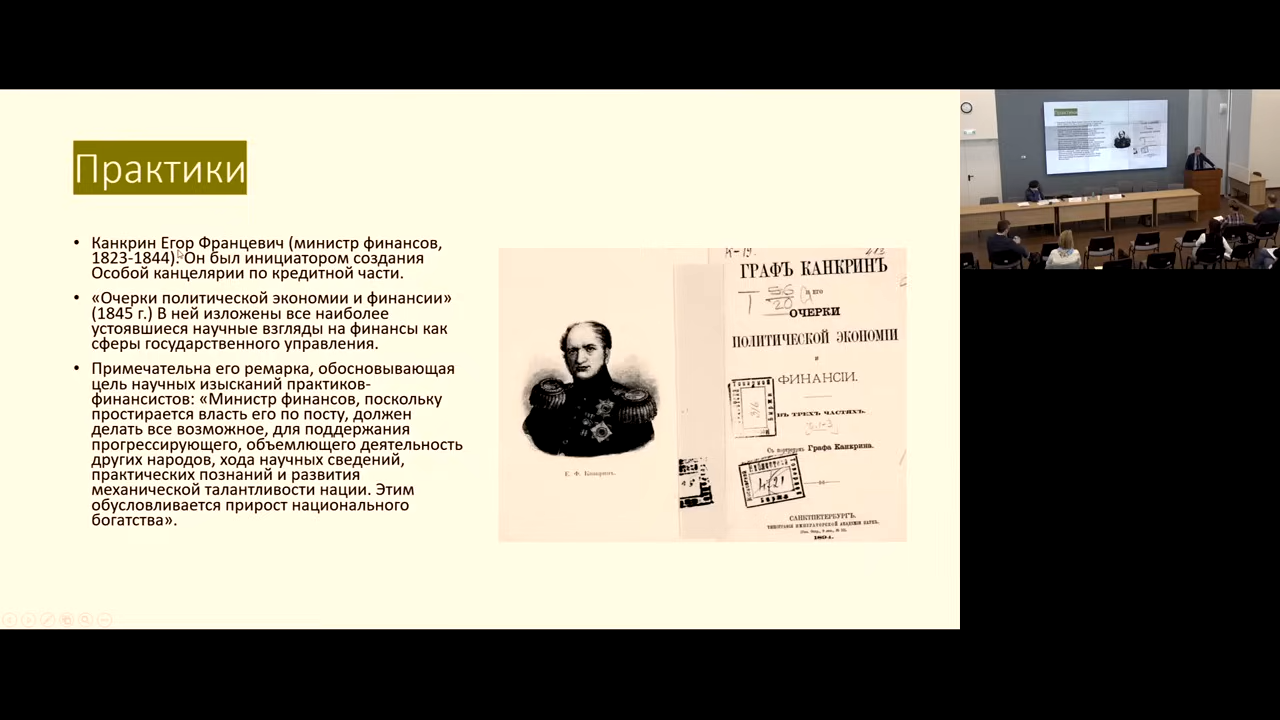 Практики
• Канкрин Егор Францевич (министр финансов,
1823-1844). Он был инициатором создания
Особой канцелярии по кредитной части.
• «Очерки политической экономии и финансии»
(1845 г.) В ней изложены все наиболее
устоявшиеся научные взгляды на финансы как
сферы государственного управления.
• Примечательна его ремарка, обосновывающая
цель научных изысканий практиков-
финансистов: «Министр финансов, поскольку
простирается власть его по посту, должен
делать все возможное, для поддержания
прогрессирующего, объемлющего деятельность
других народов, хода научных сведений,
практических познаний и развития
механической талантливости нации. Этим
обусловливается прирост национального
богатства».
Е. Ф. Канкринъ.
ГРАФЪ КАНКРИНЪ
и его
ОЧЕРКИ
ПОЛИТИЧЕСКОЙ ЭКОНОМІИ
и
ФИНАНСІИ.
ВЪ ТРЕХЪ ЧАСТЯХЪ.
Съ портретомъ Графа Канкрина.
САНКТПЕТЕРБУРГЪ.
ТИПОГРАФІЯ ИМПЕРАТОРСКОЙ АКАДЕМІИ НАУКЪ.
1894.
Практики